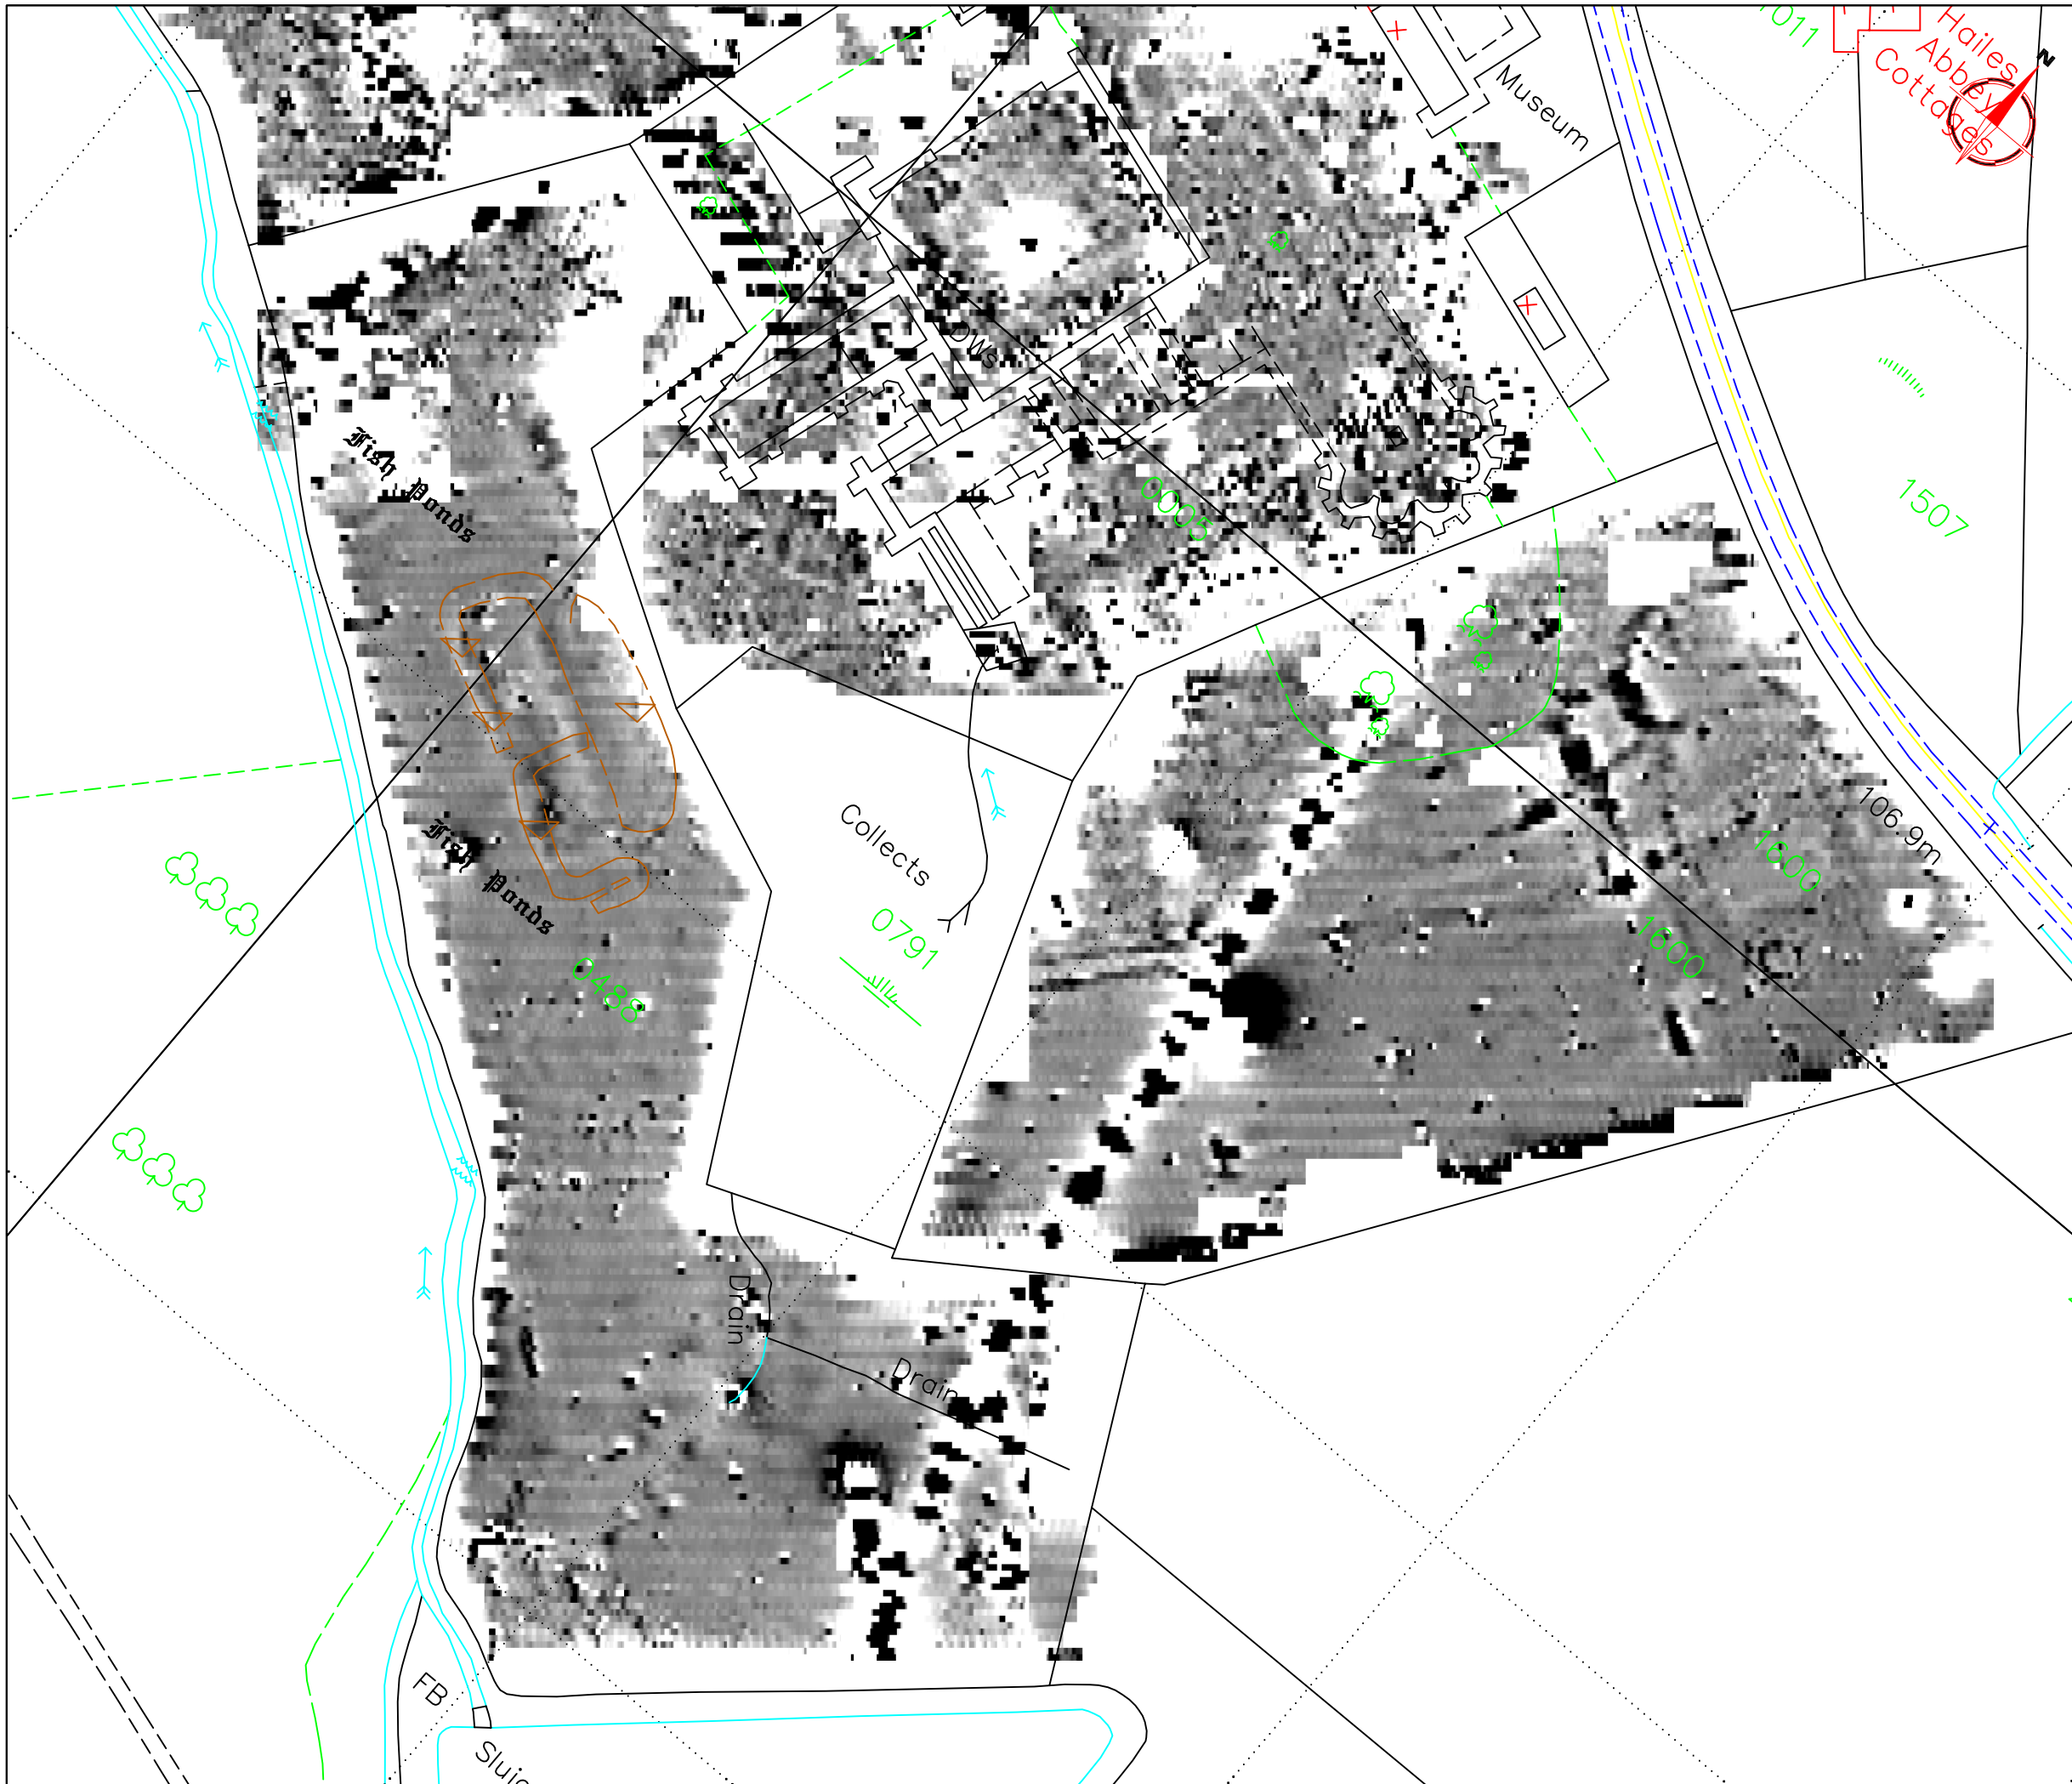 1011
Hailes
Abbey
Cottages
N
Museum
Fish Ponds
0005
1507
106.9m
1600
1600
Collects
0791
Fish Ponds
0488
Drain
Drain
FB